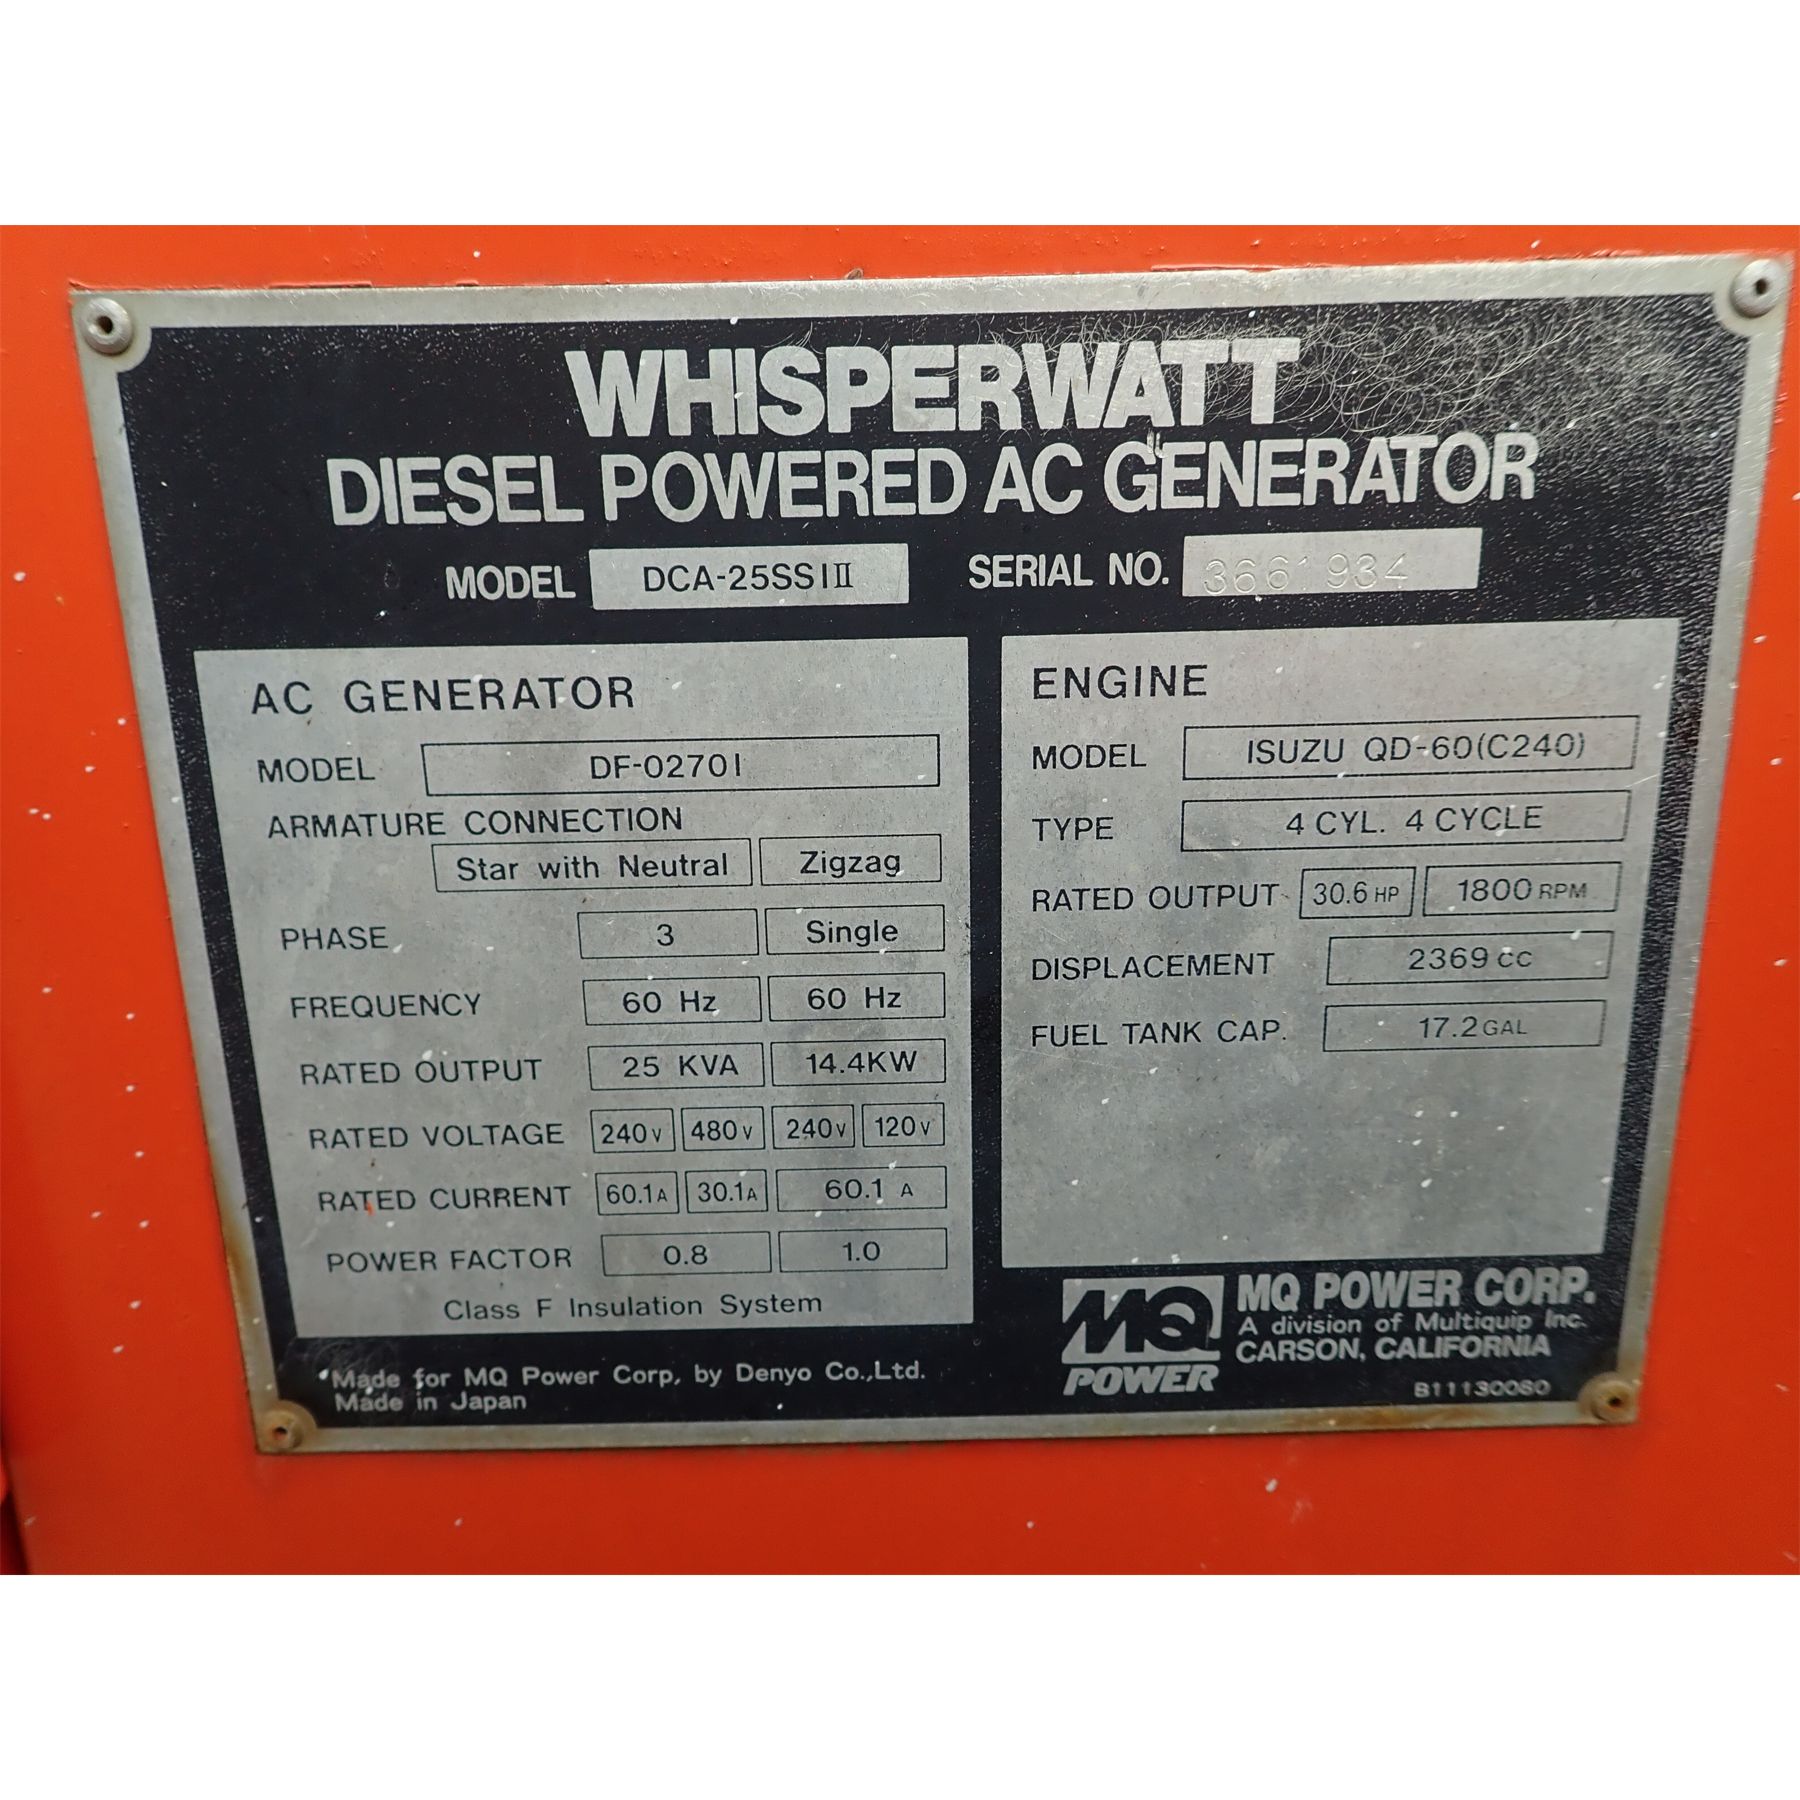 WHISPERWATT
DIESEL POWERED AC GENERATOR
MODEL DCA-25SSIⅡ SERIAL NO. 3661934
AC GENERATOR
MODEL DF-0270I
ARMATURE CONNECTION
Star with Neutral Zigzag
PHASE 3 Single
FREQUENCY 60 Hz 60 Hz
RATED OUTPUT 25 KVA 14.4KW
RATED VOLTAGE 240V 480V 240V 120V
RATED CURRENT 60.1A 30.1A 60.1 A
POWER FACTOR 0.8 1.0
Class F Insulation System
ENGINE
MODEL ISUZU QD-60(C240)
TYPE 4 CYL. 4 CYCLE
RATED OUTPUT 30.6 HP 1800 RPM
DISPLACEMENT 2369 cc
FUEL TANK CAP. 17.2 GAL
Made for MQ Power Corp, by Denyo Co.,Ltd.
Made in Japan
MQ
POWER
MQ POWER CORP.
A division of Multiquip Inc.
CARSON, CALIFORNIA
B11130080